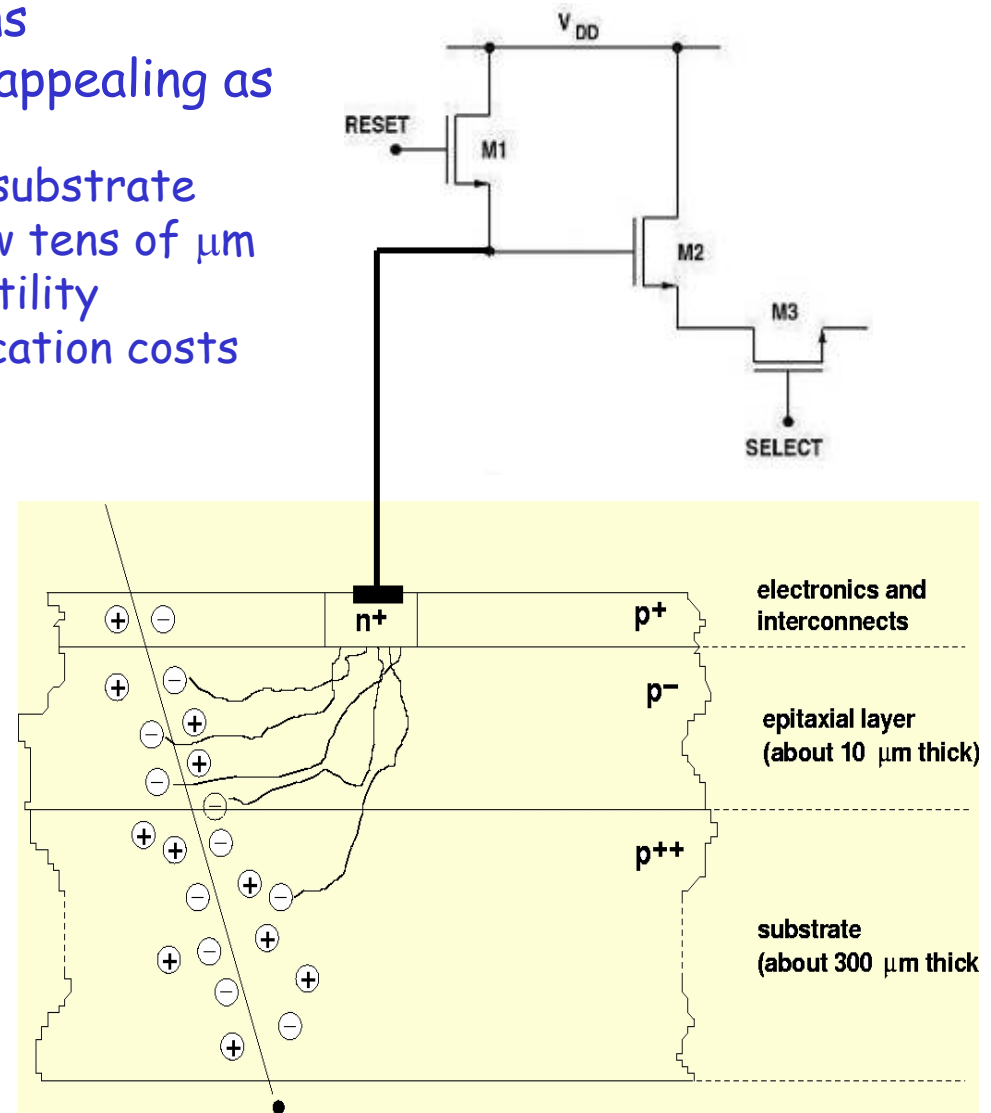 appealing as
substrate
tens of μm
cation costs
V DD
RESET
M1
M2
M3
SELECT
electronics and
interconnects
n+
p+
p−
epitaxial layer
(about 10 μm thick)
p++
substrate
(about 300 μm thick